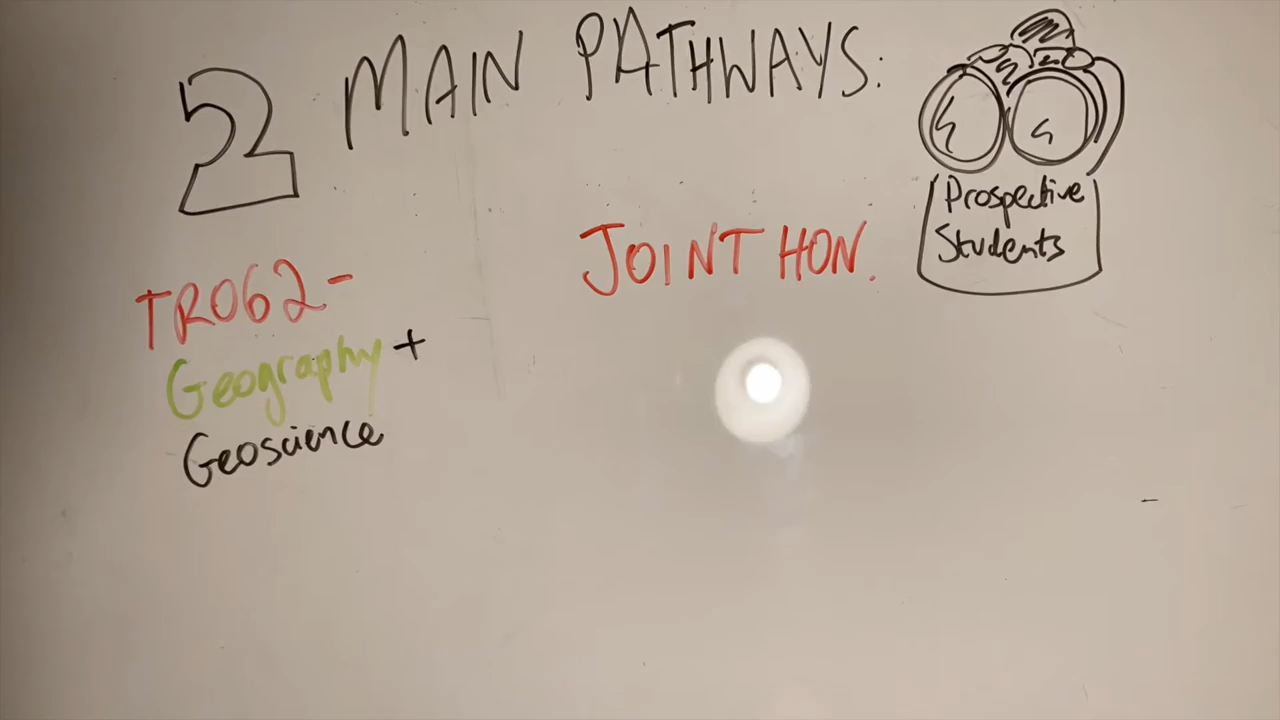 2 MAIN PATHWAYS:
Prospective
Students
TR062-
Geography +
Geoscience
JOINT HON.